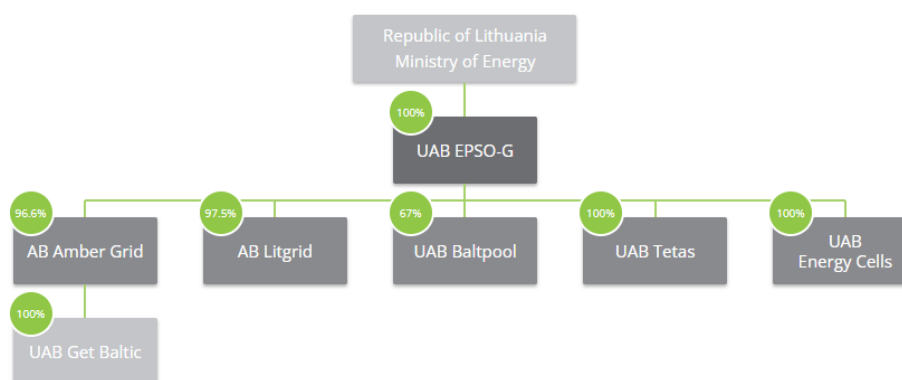 Republic of Lithuania
Ministry of Energy
100%
UAB EPSO-G
96.6%
AB Amber Grid
97.5%
AB Litgrid
67%
UAB Baltpool
100%
UAB Tetas
100%
UAB
Energy Cells
100%
UAB Get Baltic